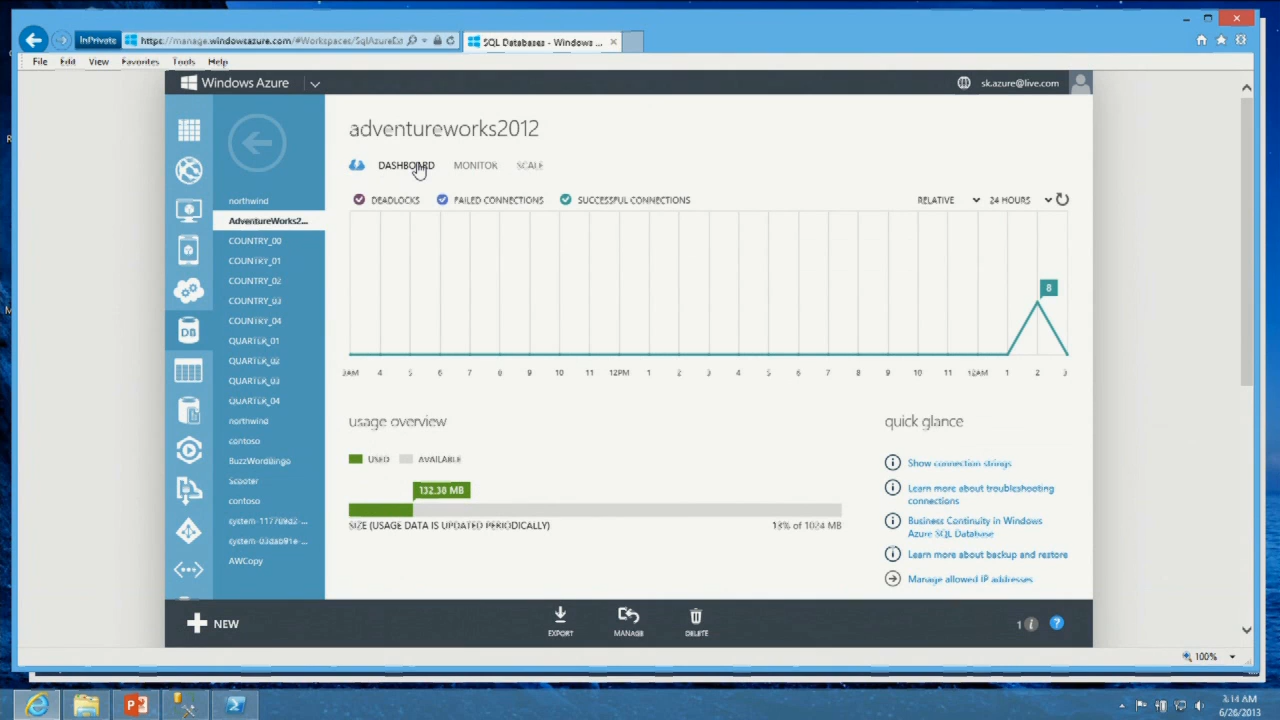 InPrivate https://manage.windowsazure.com/#Workspaces/SqlAzureExt SQL Databases - Windows ...
File Edit View Favorites Tools Help
Windows Azure sk.azure@live.com
adventureworks2012
DASHBOARD MONITOR SCALE
DEADLOCKS FAILED CONNECTIONS SUCCESSFUL CONNECTIONS RELATIVE 24 HOURS
northwind
AdventureWorks2...
COUNTRY_00
COUNTRY_01
COUNTRY_02
COUNTRY_03
COUNTRY_04
QUARTER_01
QUARTER_02
QUARTER_03
QUARTER_04
northwind
contoso
BuzzWordBingo
Scooter
contoso
AWCopy
DB
8
3AM 4 5 6 7 8 9 10 11 12PM 1 2 3 4 5 6 7 8 9 10 11 12AM 1 2 3
usage overview
USED AVAILABLE
132.38 MB
SIZE (USAGE DATA IS UPDATED PERIODICALLY) 13% of 1024 MB
quick glance
Show connection strings
Learn more about troubleshooting
connections
Business Continuity in Windows
Azure SQL Database
Learn more about backup and restore
Manage allowed IP addresses
NEW EXPORT MANAGE DELETE 1
100%
3:14 AM
6/26/2013